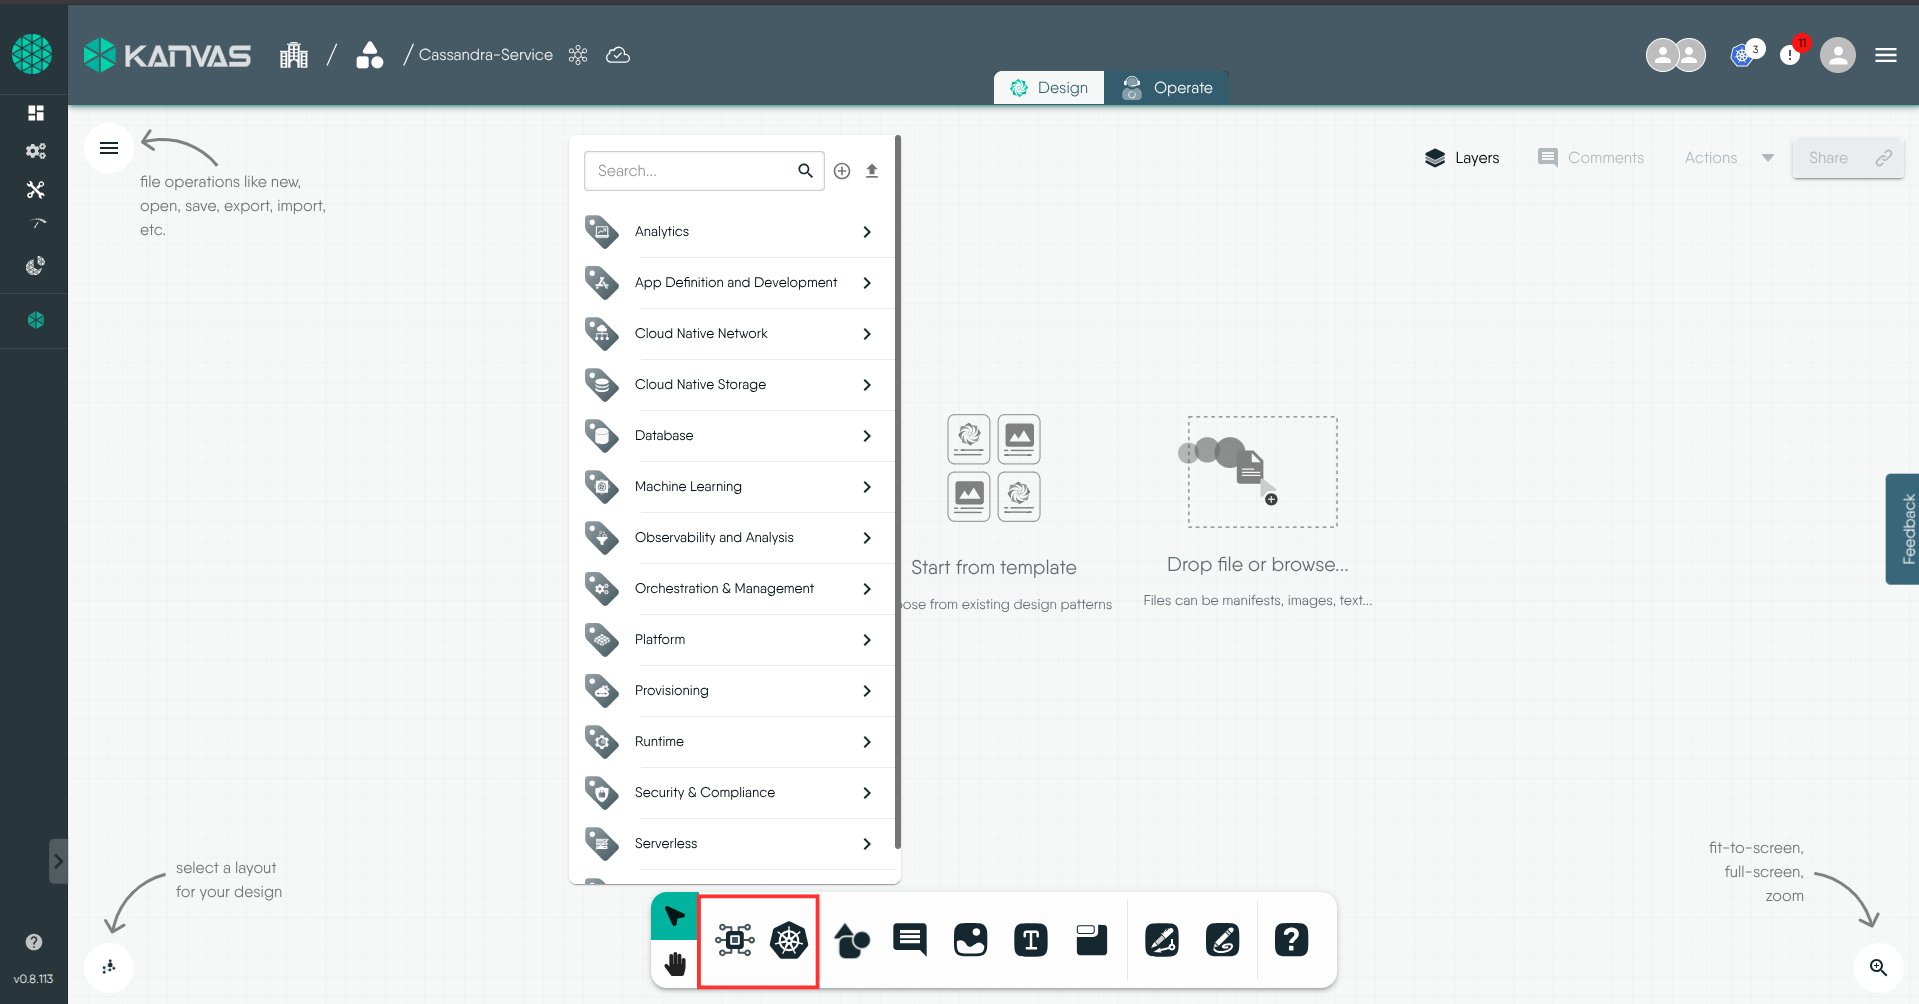 KANVAS
/
/ Cassandra-Service
3
11
Design
Operate
file operations like new,
open, save, export, import,
etc.
Search...
Layers
Comments
Actions
Share
Analytics
App Definition and Development
Cloud Native Network
Cloud Native Storage
Database
Machine Learning
Observability and Analysis
Orchestration & Management
Platform
Provisioning
Runtime
Security & Compliance
Serverless
Start from template
ose from existing design patterns
Drop file or browse...
Files can be manifests, images, text...
Feedback
select a layout
for your design
fit-to-screen,
full-screen,
zoom
v0.8.113
T
?